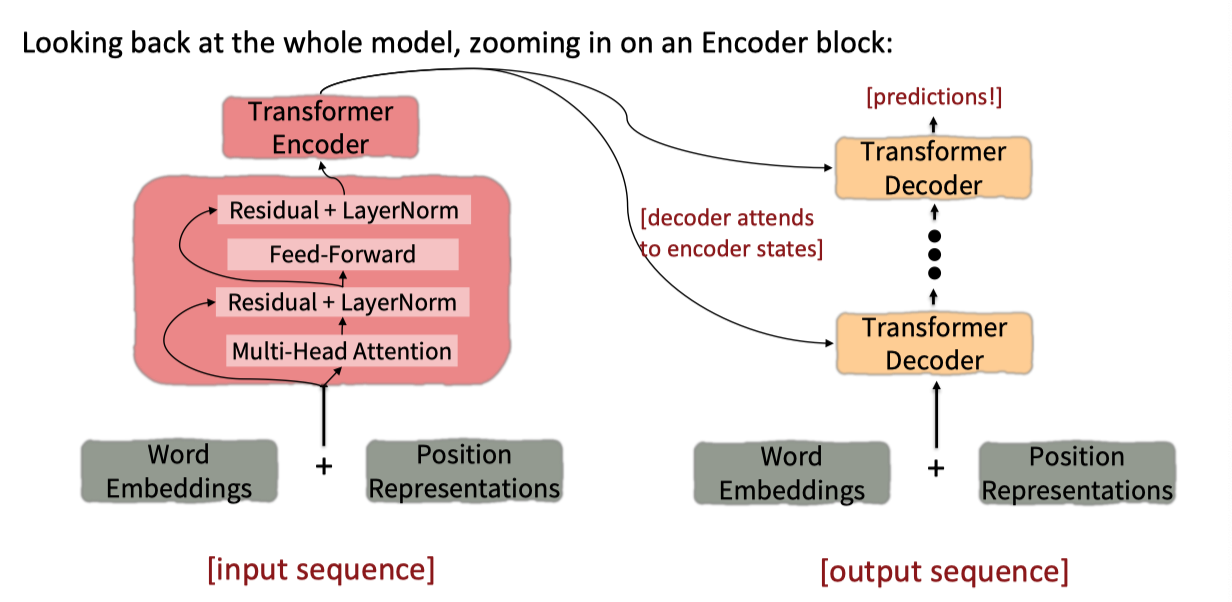 Looking back at the whole model, zooming in on an Encoder block:
Transformer
Encoder
Residual + LayerNorm
Feed-Forward
Residual + LayerNorm
Multi-Head Attention
Word
Embeddings
+
Position
Representations
[input sequence]
[decoder attends
to encoder states]
[predictions!]
Transformer
Decoder
Transformer
Decoder
Word
Embeddings
+
Position
Representations
[output sequence]